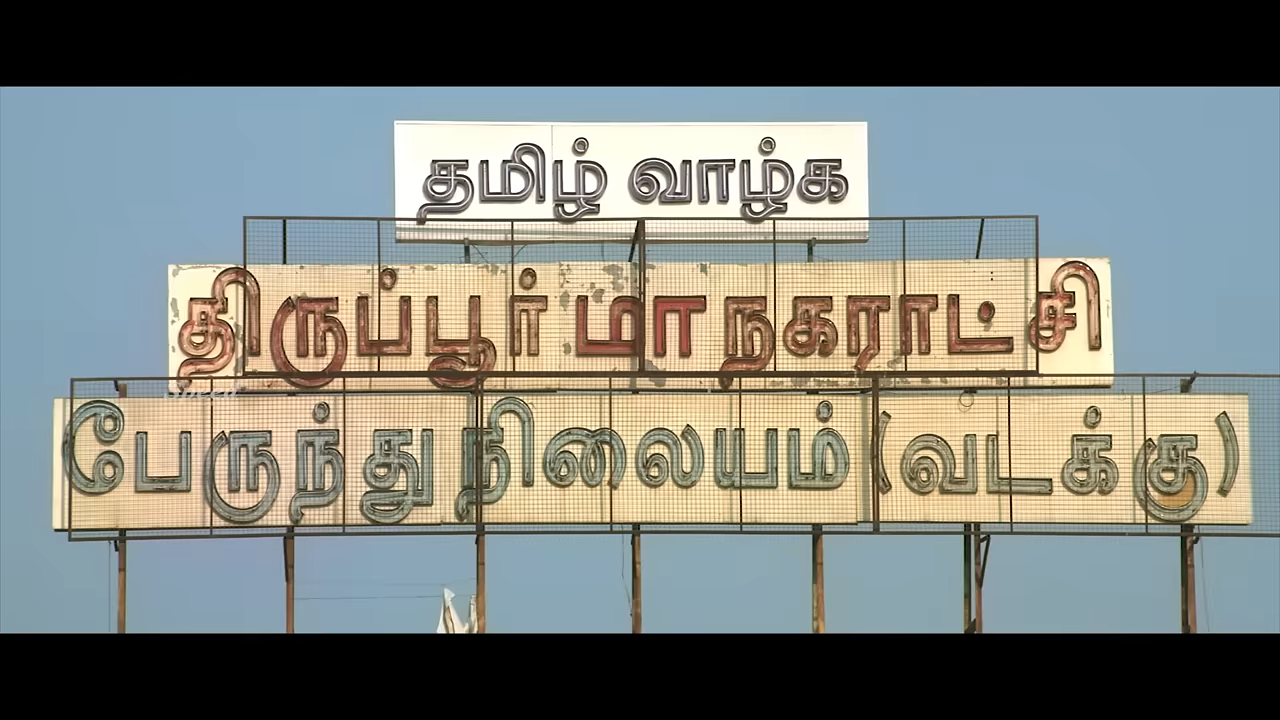 தமிழ் வாழ்க
திருப்பூர் மாநகராட்சி
பேருந்து நிலையம் (வடக்கு)